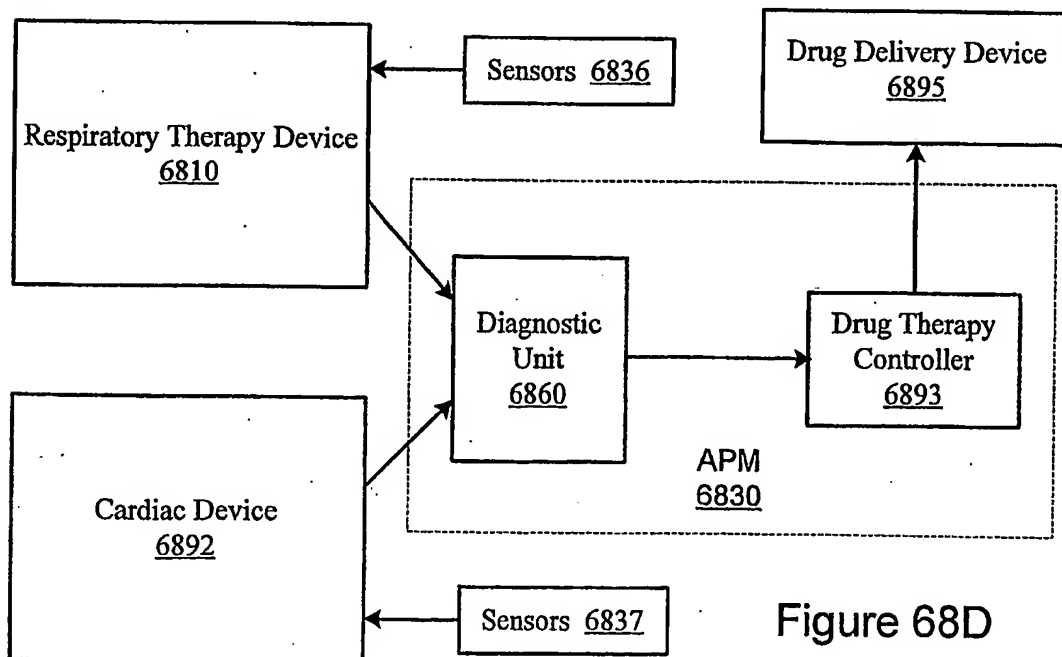 Respiratory Therapy Device
6810
Sensors 6836
Drug Delivery Device
6895
Diagnostic
Unit
6860
Drug Therapy
Controller
6893
APM
6830
Cardiac Device
6892
Sensors 6837
Figure 68D